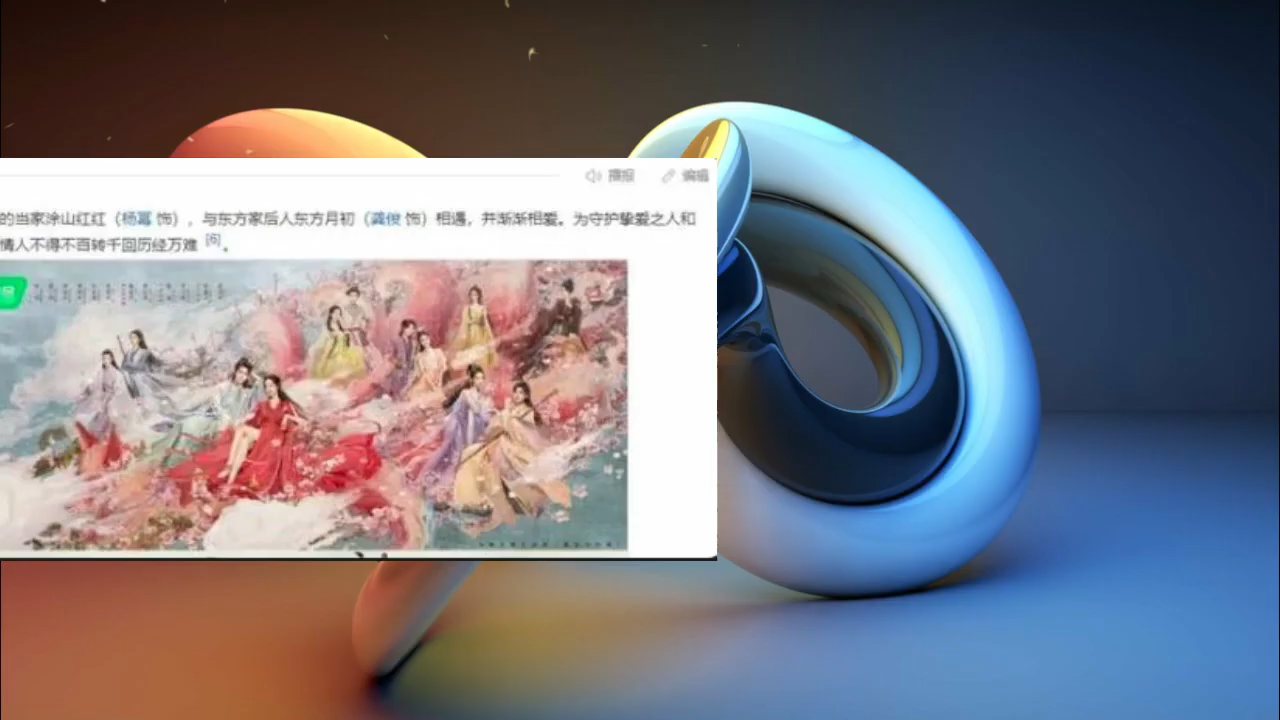 播报 编辑
的当家涂山红红（杨幂 饰），与东方家后人东方月初（龚俊 饰）相遇，并渐渐相爱。为守护挚爱之人和
情人不得不百转千回历经万难 [6]。